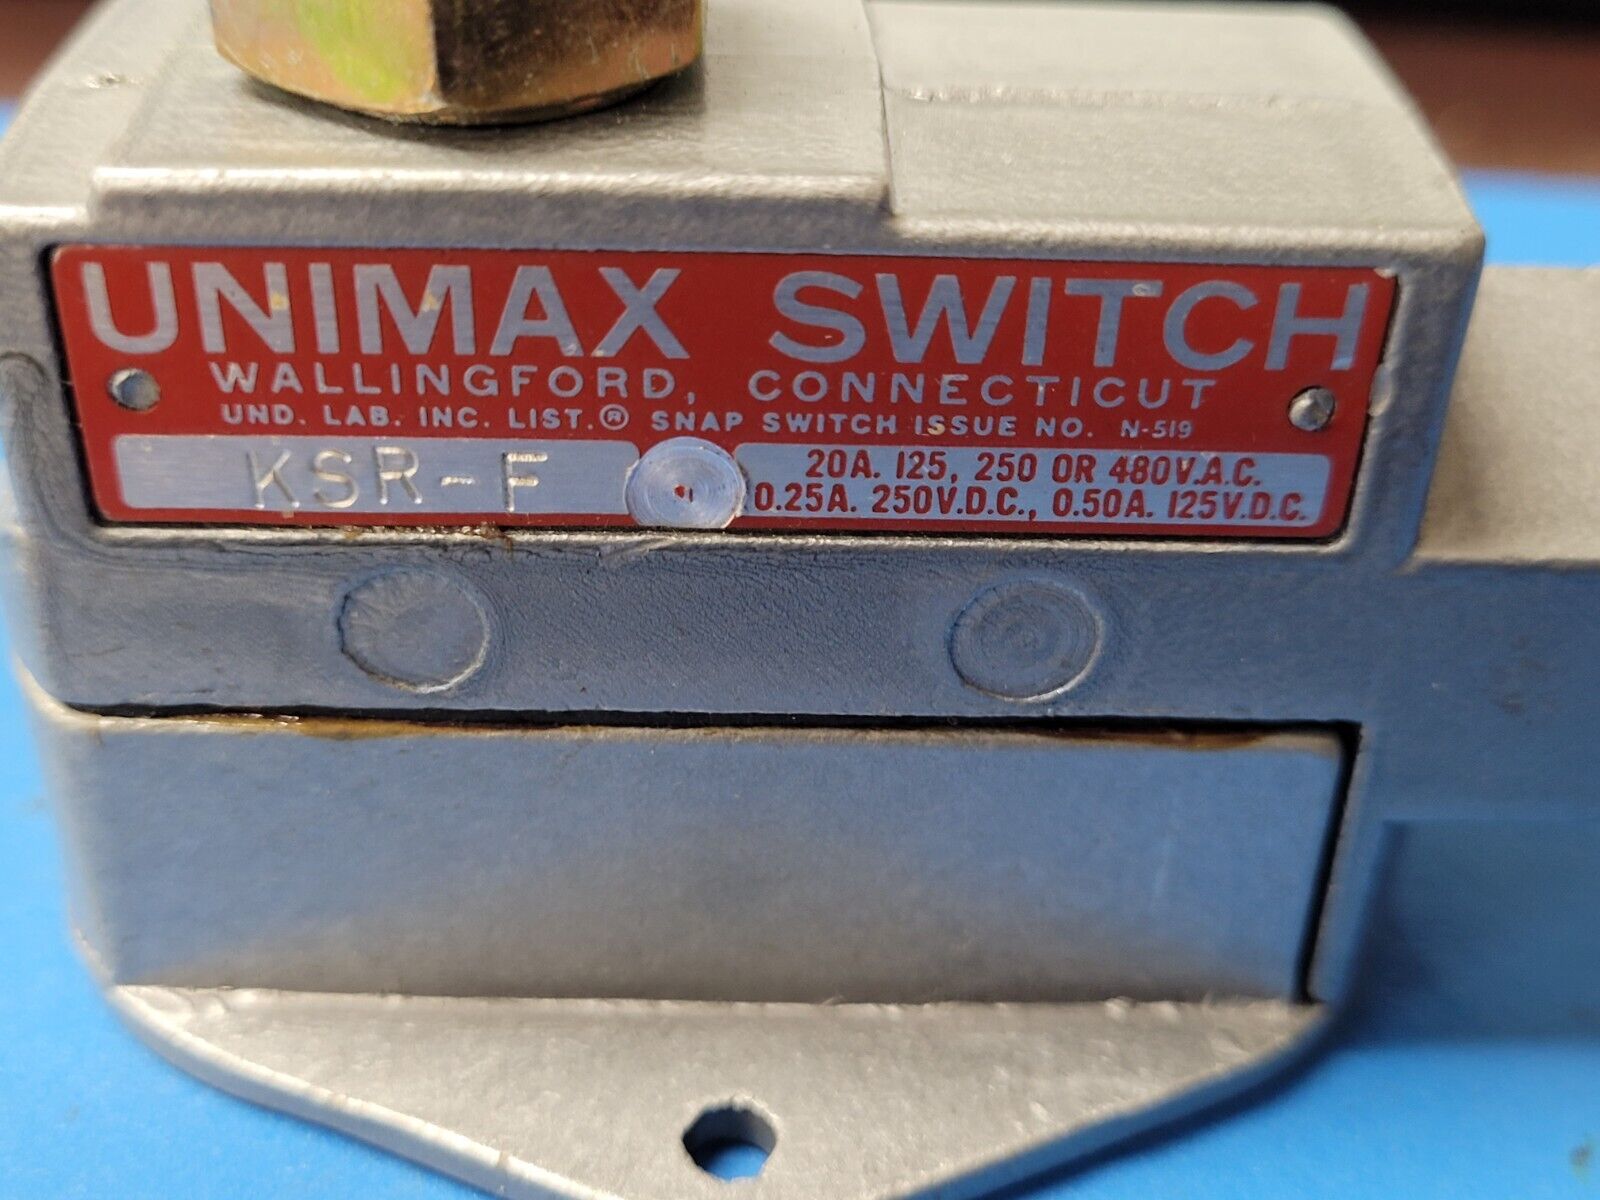 UNIMAX SWITCH
WALLINGFORD, CONNECTICUT
UND. LAB. INC. LIST.® SNAP SWITCH ISSUE NO. N-519
KSR-F
20A. 125, 250 OR 480V.A.C.
0.25A. 250V.D.C., 0.50A. 125V.D.C.